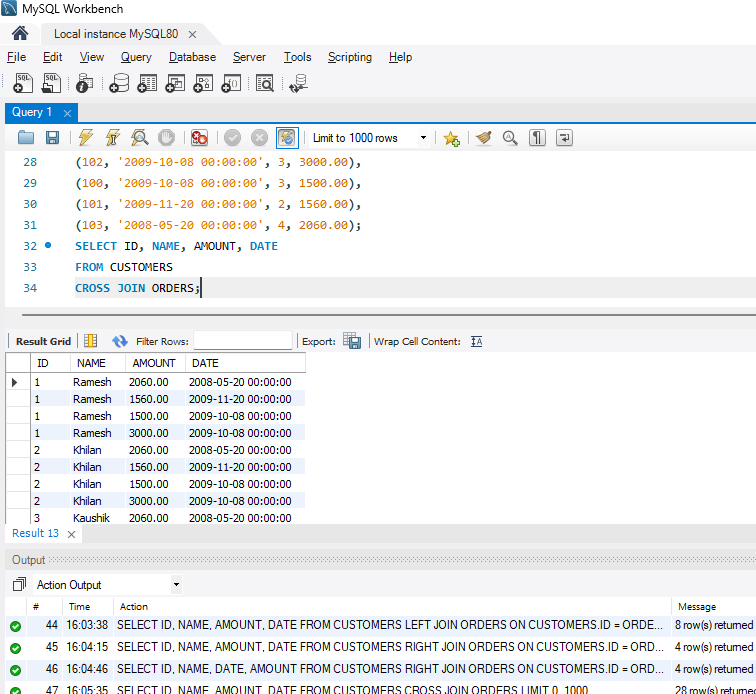 MySQL Workbench
Local instance MySQL80 ×
File Edit View Query Database Server Tools Scripting Help
Query 1 ×
Limit to 1000 rows
28 (102, '2009-10-08 00:00:00', 3, 3000.00),
29 (100, '2009-10-08 00:00:00', 3, 1500.00),
30 (101, '2009-11-20 00:00:00', 2, 1560.00),
31 (103, '2008-05-20 00:00:00', 4, 2060.00);
32 SELECT ID, NAME, AMOUNT, DATE
33 FROM CUSTOMERS
34 CROSS JOIN ORDERS;
Result Grid Filter Rows: Export: Wrap Cell Content:
ID NAME AMOUNT DATE
1 Ramesh 2060.00 2008-05-20 00:00:00
1 Ramesh 1560.00 2009-11-20 00:00:00
1 Ramesh 1500.00 2009-10-08 00:00:00
1 Ramesh 3000.00 2009-10-08 00:00:00
2 Khilan 2060.00 2008-05-20 00:00:00
2 Khilan 1560.00 2009-11-20 00:00:00
2 Khilan 1500.00 2009-10-08 00:00:00
2 Khilan 3000.00 2009-10-08 00:00:00
3 Kaushik 2060.00 2008-05-20 00:00:00
Result 13 ×
Output
Action Output
# Time Action Message
44 16:03:38 SELECT ID, NAME, AMOUNT, DATE FROM CUSTOMERS LEFT JOIN ORDERS ON CUSTOMERS.ID = ORDE... 8 row(s) returned
45 16:04:15 SELECT ID, NAME, AMOUNT, DATE FROM CUSTOMERS RIGHT JOIN ORDERS ON CUSTOMERS.ID = ORD... 4 row(s) returned
46 16:04:46 SELECT ID, NAME, DATE, AMOUNT FROM CUSTOMERS RIGHT JOIN ORDERS ON CUSTOMERS.ID = ORD... 4 row(s) returned
47 16:05:35 SELECT ID, NAME, AMOUNT, DATE FROM CUSTOMERS CROSS JOIN ORDERS LIMIT 0, 1000 28 row(s) returned